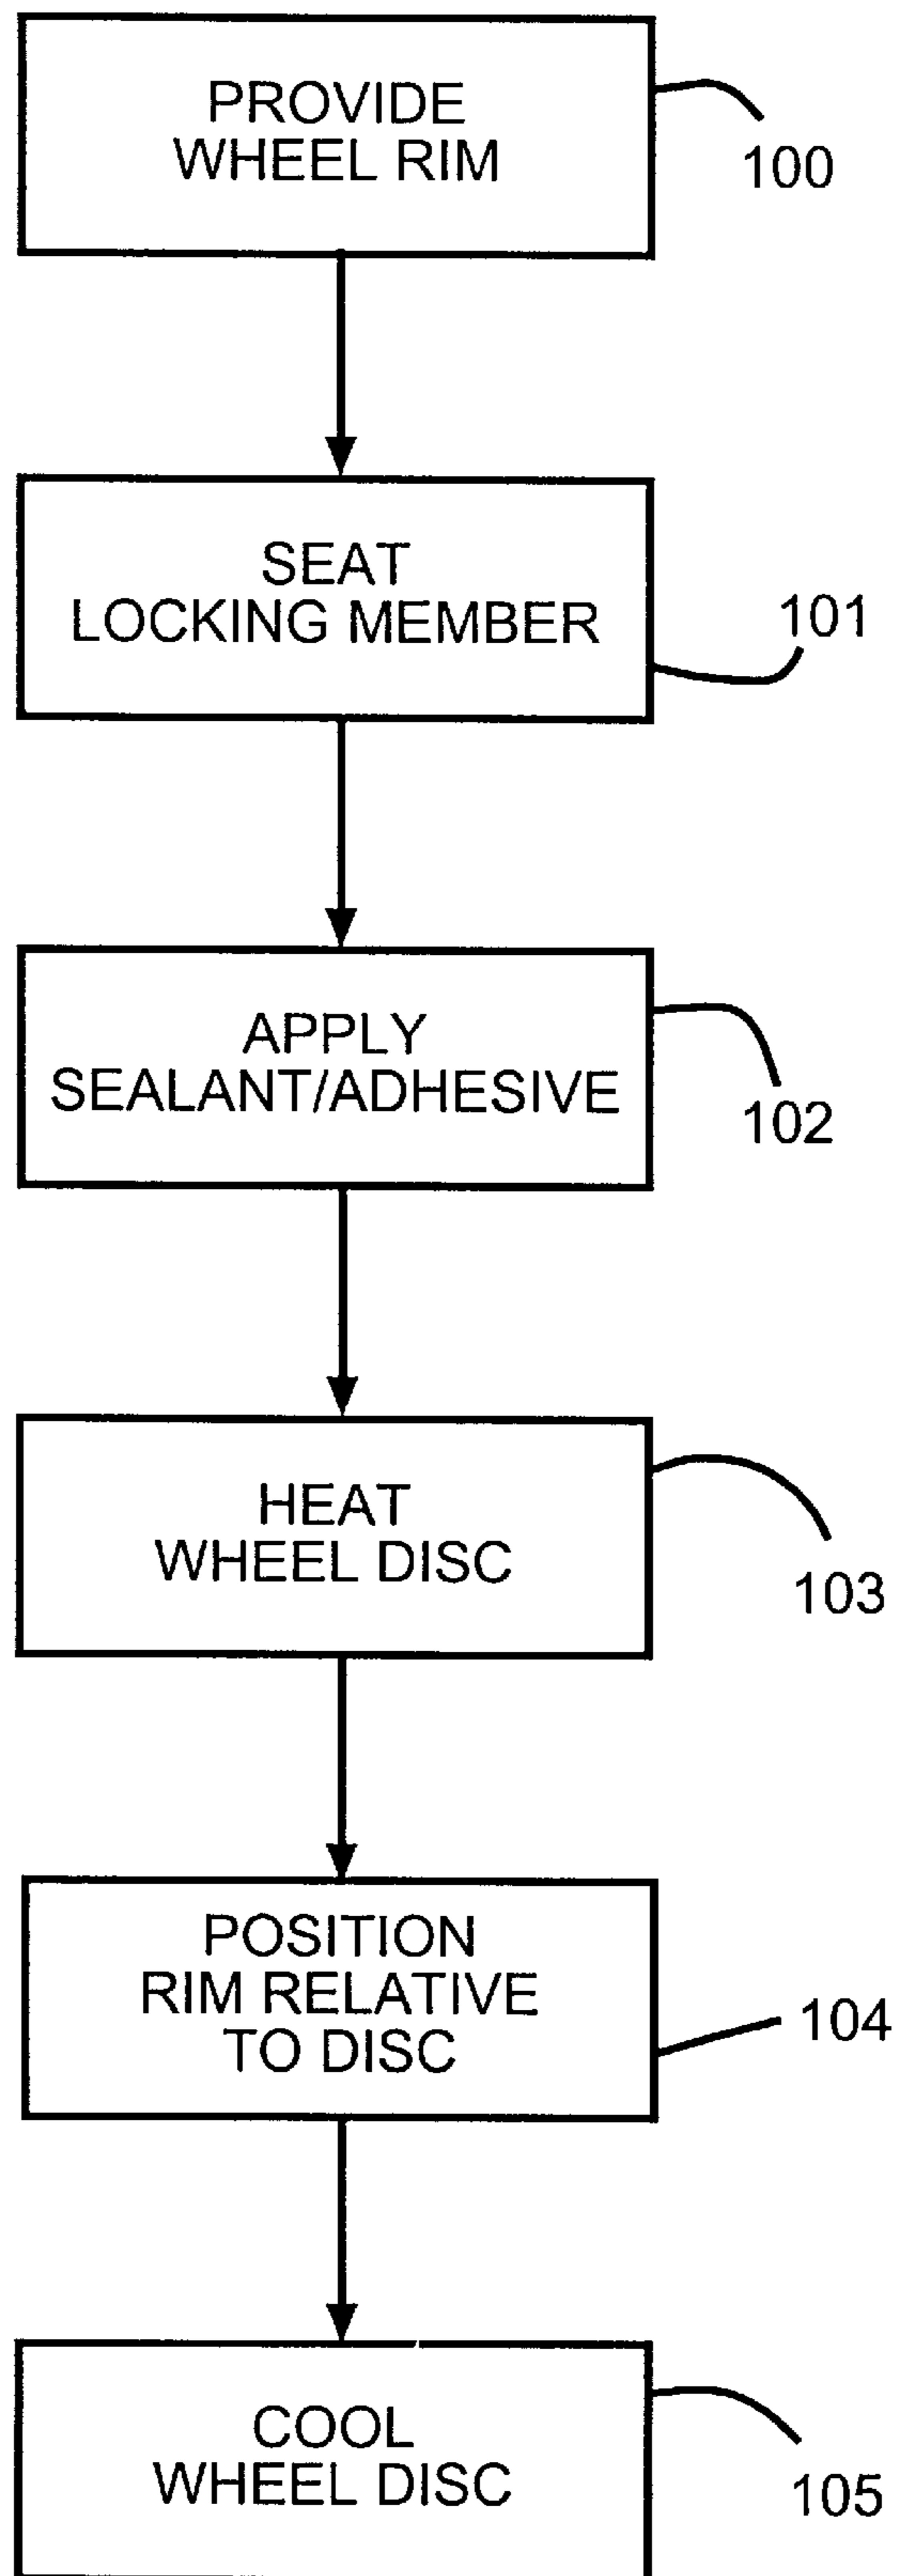 PROVIDE
WHEEL RIM
100
SEAT
LOCKING MEMBER
101
APPLY
SEALANT/ADHESIVE
102
HEAT
WHEEL DISC
103
POSITION
RIM RELATIVE
TO DISC
104
COOL
WHEEL DISC
105